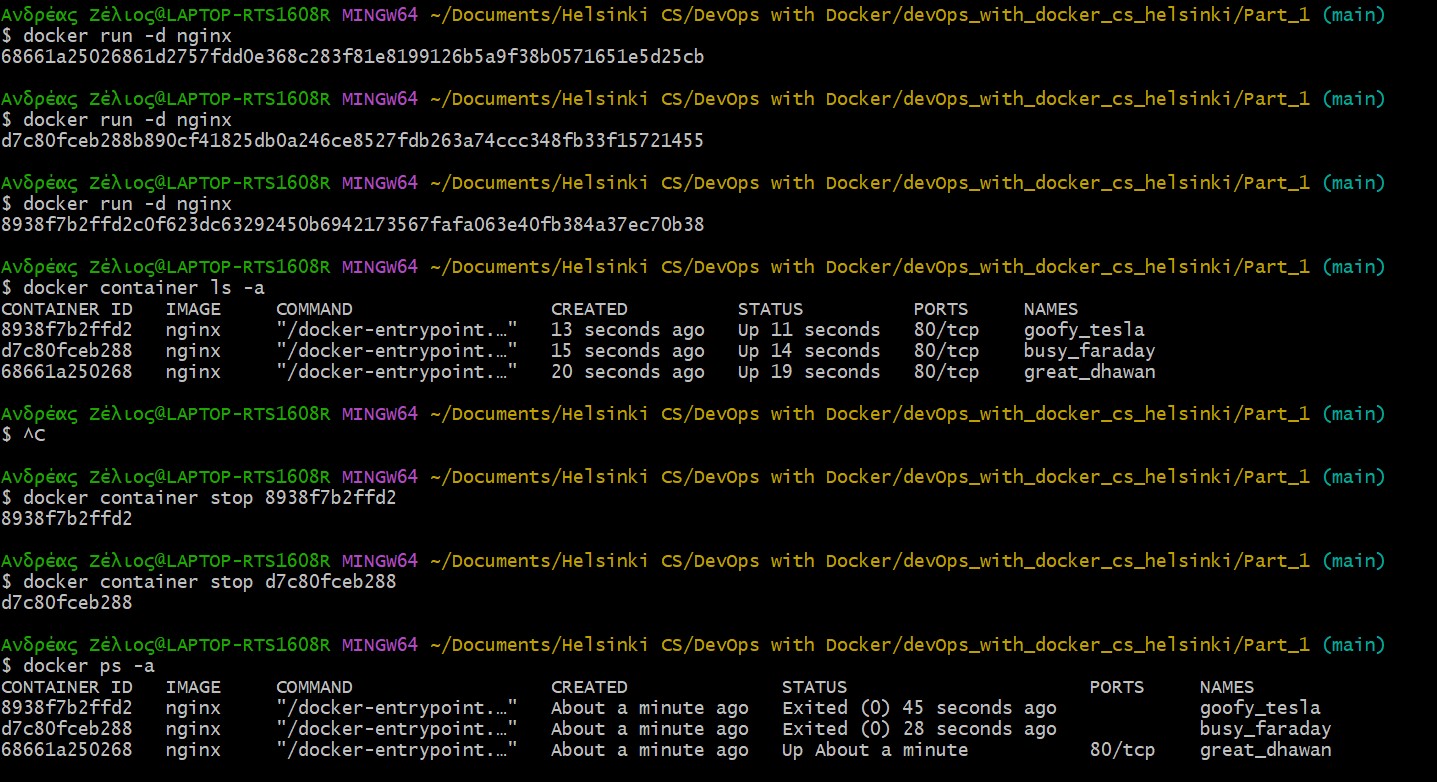 Ανδρέας Ζέλιος@LAPTOP-RTS1608R MINGW64 ~/Documents/Helsinki CS/DevOps with Docker/devOps_with_docker_cs_helsinki/Part_1 (main)
$ docker run -d nginx
68661a25026861d2757fdd0e368c283f81e8199126b5a9f38b0571651e5d25cb
Ανδρέας Ζέλιος@LAPTOP-RTS1608R MINGW64 ~/Documents/Helsinki CS/DevOps with Docker/devOps_with_docker_cs_helsinki/Part_1 (main)
$ docker run -d nginx
d7c80fceb288b890cf41825db0a246ce8527fdb263a74ccc348fb33f15721455
Ανδρέας Ζέλιος@LAPTOP-RTS1608R MINGW64 ~/Documents/Helsinki CS/DevOps with Docker/devOps_with_docker_cs_helsinki/Part_1 (main)
$ docker run -d nginx
8938f7b2ffd2c0f623dc63292450b6942173567fafa063e40fb384a37ec70b38
Ανδρέας Ζέλιος@LAPTOP-RTS1608R MINGW64 ~/Documents/Helsinki CS/DevOps with Docker/devOps_with_docker_cs_helsinki/Part_1 (main)
$ docker container ls -a
CONTAINER ID   IMAGE     COMMAND                  CREATED          STATUS          PORTS     NAMES
8938f7b2ffd2   nginx     "/docker-entrypoint.…"   13 seconds ago   Up 11 seconds   80/tcp    goofy_tesla
d7c80fceb288   nginx     "/docker-entrypoint.…"   15 seconds ago   Up 14 seconds   80/tcp    busy_faraday
68661a250268   nginx     "/docker-entrypoint.…"   20 seconds ago   Up 19 seconds   80/tcp    great_dhawan
Ανδρέας Ζέλιος@LAPTOP-RTS1608R MINGW64 ~/Documents/Helsinki CS/DevOps with Docker/devOps_with_docker_cs_helsinki/Part_1 (main)
$ ^C
Ανδρέας Ζέλιος@LAPTOP-RTS1608R MINGW64 ~/Documents/Helsinki CS/DevOps with Docker/devOps_with_docker_cs_helsinki/Part_1 (main)
$ docker container stop 8938f7b2ffd2
8938f7b2ffd2
Ανδρέας Ζέλιος@LAPTOP-RTS1608R MINGW64 ~/Documents/Helsinki CS/DevOps with Docker/devOps_with_docker_cs_helsinki/Part_1 (main)
$ docker container stop d7c80fceb288
d7c80fceb288
Ανδρέας Ζέλιος@LAPTOP-RTS1608R MINGW64 ~/Documents/Helsinki CS/DevOps with Docker/devOps_with_docker_cs_helsinki/Part_1 (main)
$ docker ps -a
CONTAINER ID   IMAGE     COMMAND                  CREATED              STATUS                      PORTS     NAMES
8938f7b2ffd2   nginx     "/docker-entrypoint.…"   About a minute ago   Exited (0) 45 seconds ago             goofy_tesla
d7c80fceb288   nginx     "/docker-entrypoint.…"   About a minute ago   Exited (0) 28 seconds ago             busy_faraday
68661a250268   nginx     "/docker-entrypoint.…"   About a minute ago   Up About a minute           80/tcp    great_dhawan